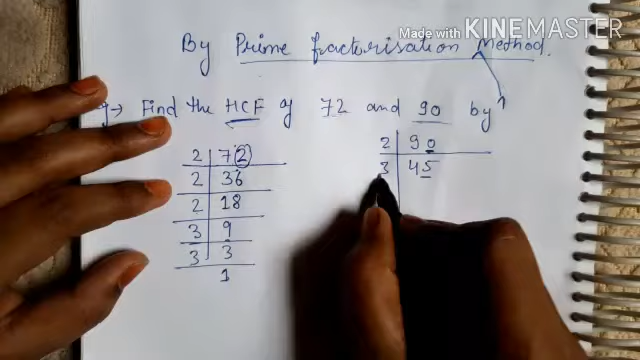 Made with KINEMASTER
By Prime fracterisation Method.
Find the HCF of 72 and 90 by
2 72
2 36
2 18
3 9
3 3
1
2 90
3 45